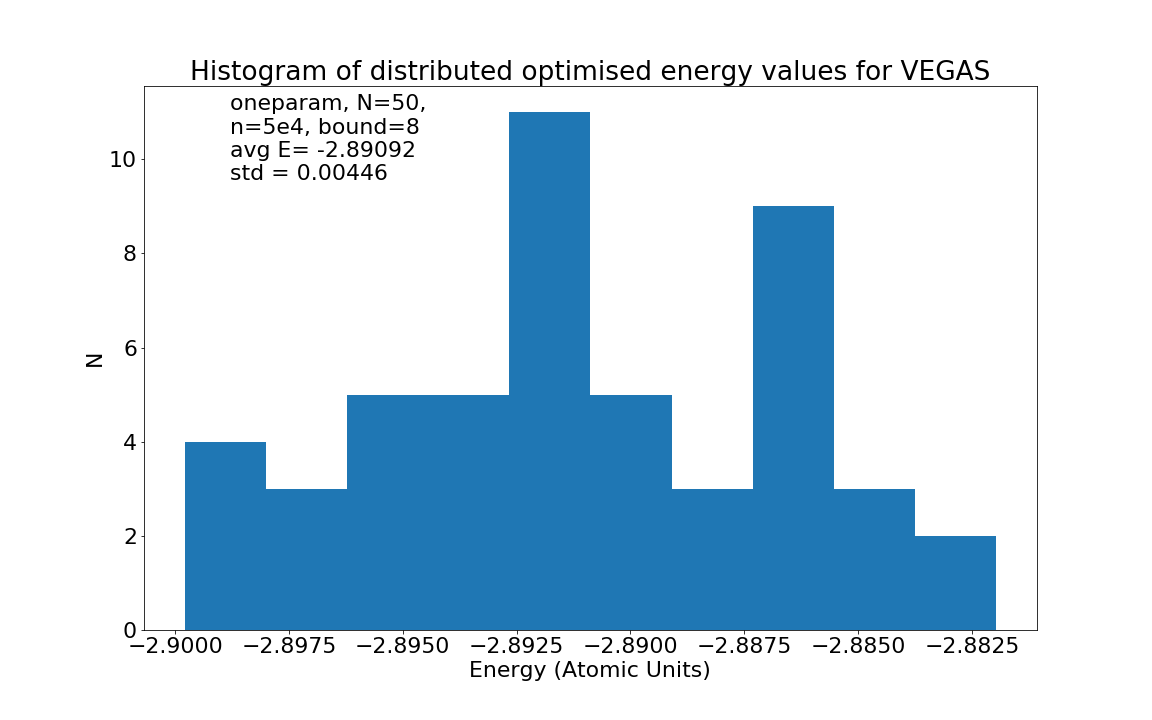 Histogram of distributed optimised energy values for VEGAS
oneparam, N=50,
n=5e4, bound=8
avg E= -2.89092
std = 0.00446
10
8
6
4
2
0
N
−2.9000 −2.8975 −2.8950 −2.8925 −2.8900 −2.8875 −2.8850 −2.8825
Energy (Atomic Units)